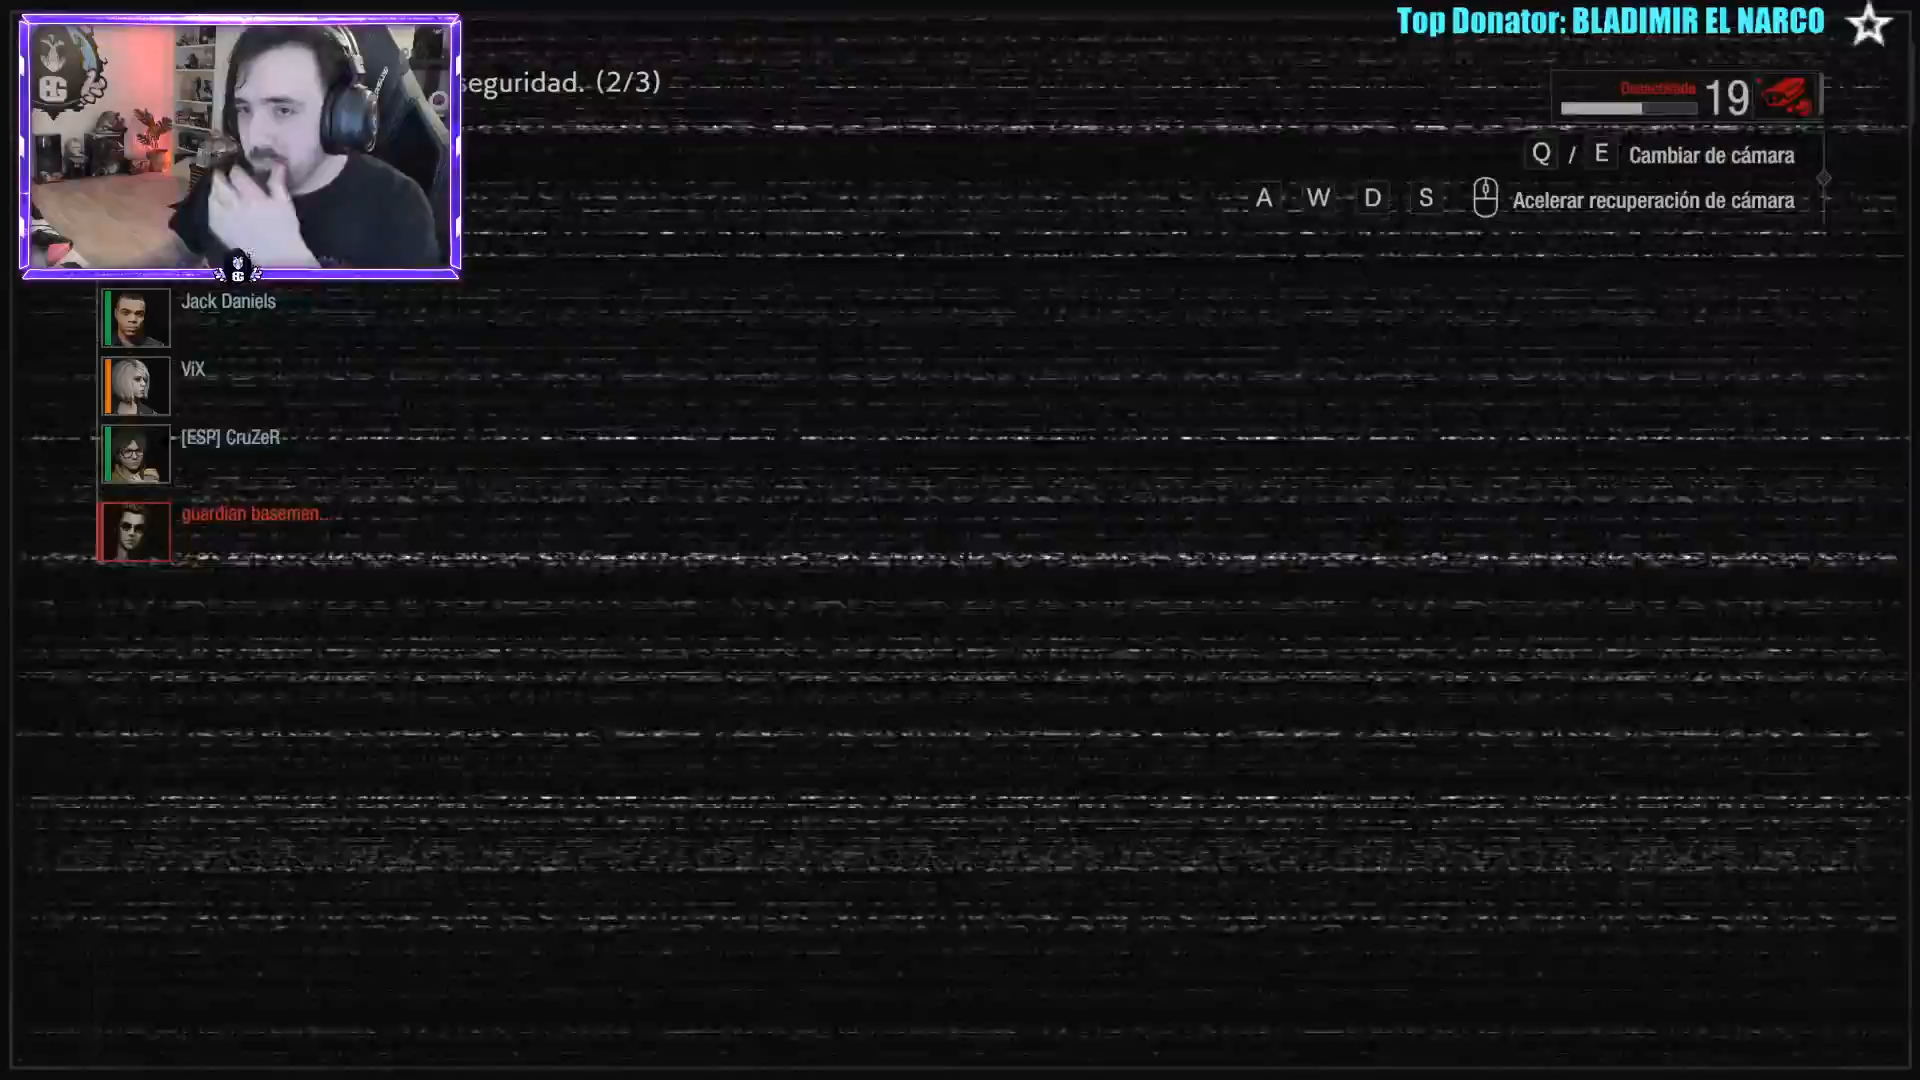 Top Donator: BLADIMIR EL NARCO
seguridad. (2/3)
Desactivada 19
Q / E Cambiar de cámara
A W D S Acelerar recuperación de cámara
Jack Daniels
ViX
[ESP] CruZeR
guardian basemen...